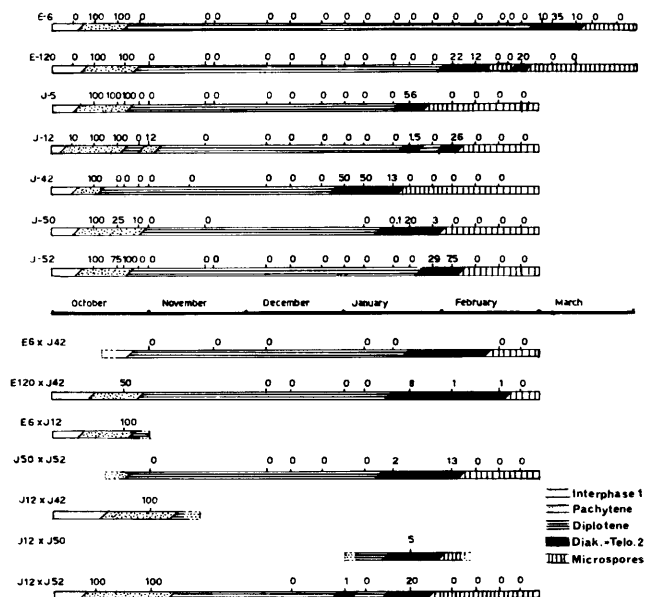 E-6 0 100 100 0 0 0 0 0 0 0 0 0 0 0 0 10 35 10 0 0
E-120 0 100 100 0 0 0 0 0 0 0 0 0 0 22 12 0 0 20 0 0
J-5 100 100 100 0 0 0 0 0 0 0 0 0 0 56 0 0 0 0
J-12 10 100 100 0 12 0 0 0 0 0 0 0 15 0 26 0 0 0
J-42 10 100 0 0 0 0 0 0 0 0 50 50 13 0 0 0 0 0
J-50 100 25 10 0 0 0 0.1 20 3 0 0 0 0
J-52 100 75 100 0 0 0 0 0 0 0 0 0 0 0 29 75 0 0 0
October November December January February March
E6 x J42 0 0 0 0 0 0 0
E120 x J42 50 0 0 0 0 8 1 1 0
E6 x J12 100
J50 x J52 0 0 0 0 0 2 13 0 0 0
J12 x J42 100
J12 x J50 5
J12 x J52 100 100 0 1 0 20 0 0 0 0
Interphase 1
Pachytene
Diplotene
Diak.-Telo.2
Microspores